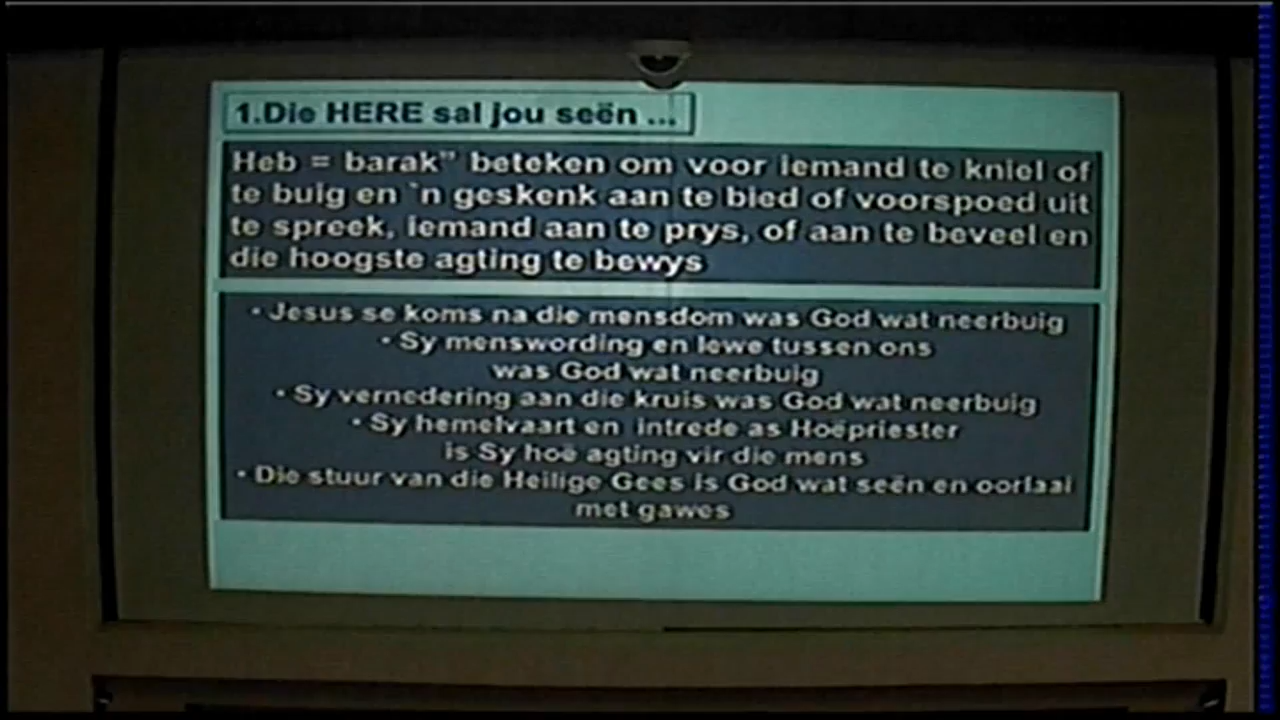 1.Die HERE sal jou seën ...
Heb = barak” beteken om voor iemand te kniel of
te buig en `n geskenk aan te bied of voorspoed uit
te spreek, iemand aan te prys, of aan te beveel en
die hoogste agting te bewys
• Jesus se koms na die mensdom was God wat neerbuig
• Sy menswording en lewe tussen ons
was God wat neerbuig
• Sy vernedering aan die kruis was God wat neerbuig
• Sy hemelvaart en intrede as Hoëpriester
is Sy hoë agting vir die mens
• Die stuur van die Heilige Gees is God wat seën en oorlaai
met gawes